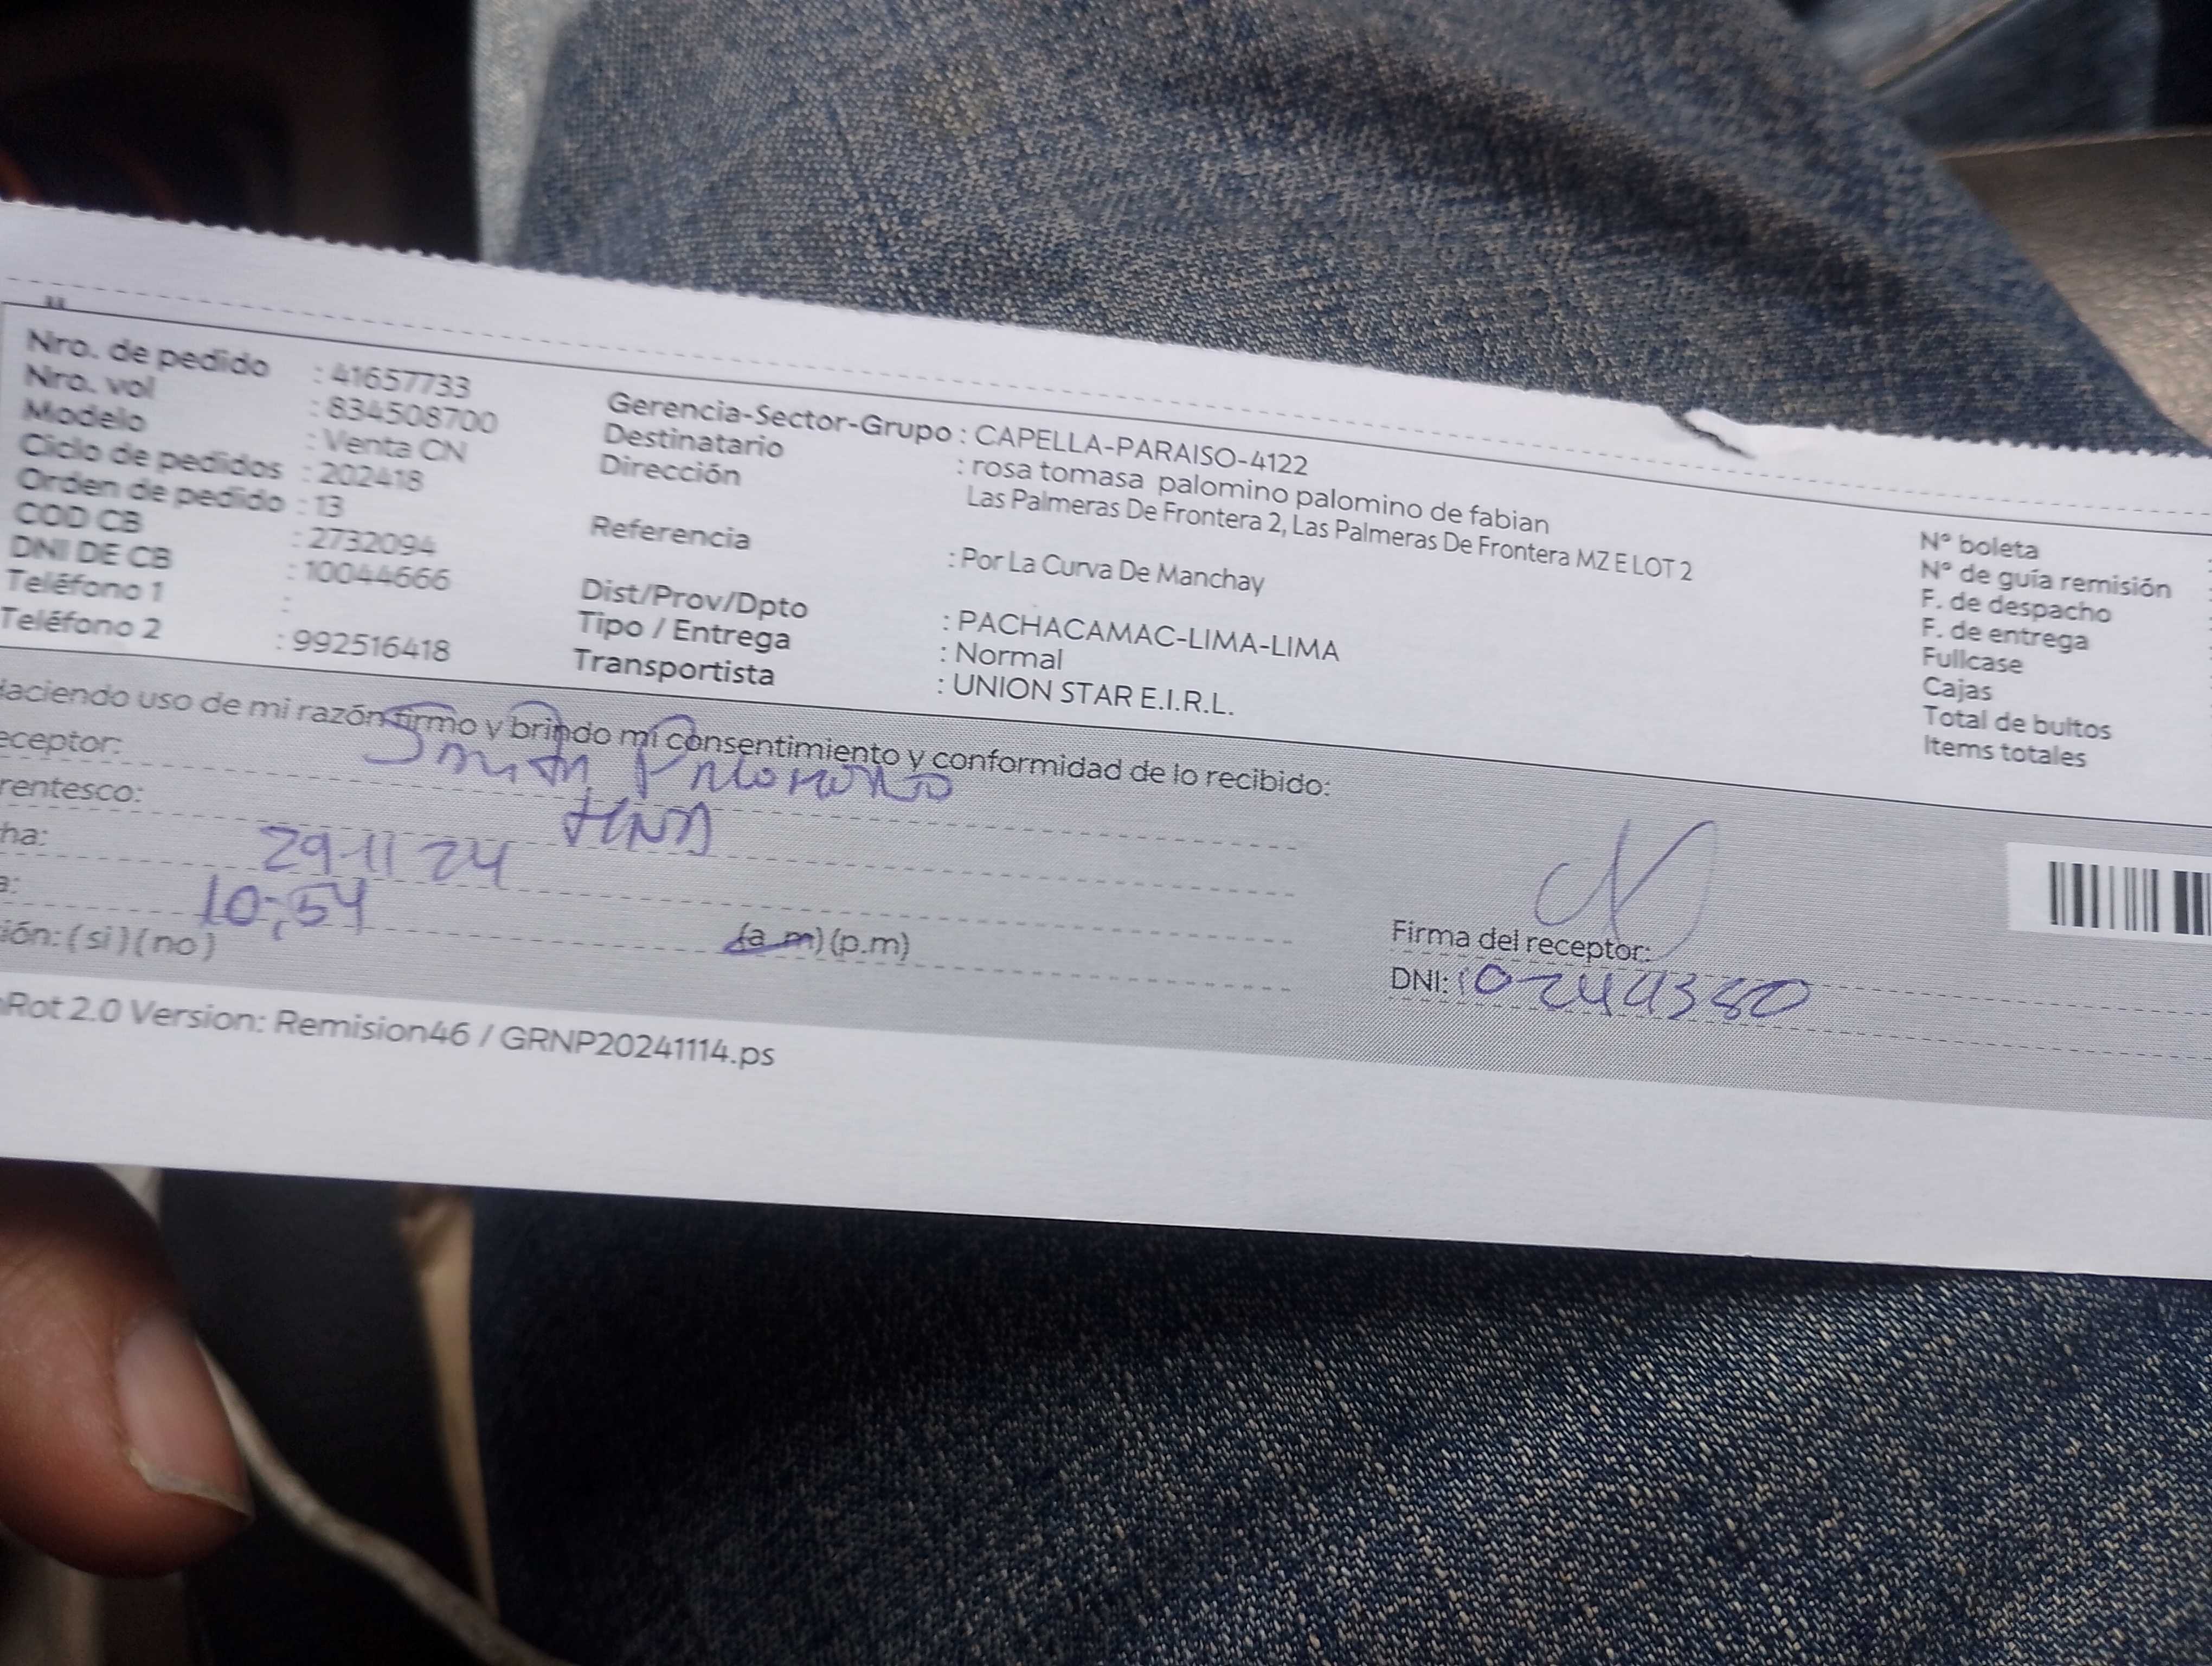 Nro. de pedido : 41657733
Nro. vol : 834508700
Modelo : Venta CN
Ciclo de pedidos : 202418
Orden de pedido : 13
COD CB : 2732094
DNI DE CB : 10044666
Teléfono 1 :
Teléfono 2 : 992516418
Gerencia-Sector-Grupo : CAPELLA-PARAISO-4122
Destinatario : rosa tomasa palomino palomino de fabian
Dirección Las Palmeras De Frontera 2, Las Palmeras De Frontera MZ E LOT 2
Referencia : Por La Curva De Manchay
Dist/Prov/Dpto : PACHACAMAC-LIMA-LIMA
Tipo / Entrega : Normal
Transportista : UNION STAR E.I.R.L.
N° boleta :
N° de guía remisión :
F. de despacho :
F. de entrega :
Fullcase :
Cajas :
Total de bultos :
Items totales
Haciendo uso de mi razón firmo y brindo mi consentimiento y conformidad de lo recibido:
eceptor: Palomino
rentesco:
ha: 29-11 24
a: 10:54 (a m) (p.m)
ión: ( si ) ( no )
Firma del receptor:
DNI:
Rot 2.0 Version: Remision46 / GRNP20241114.ps